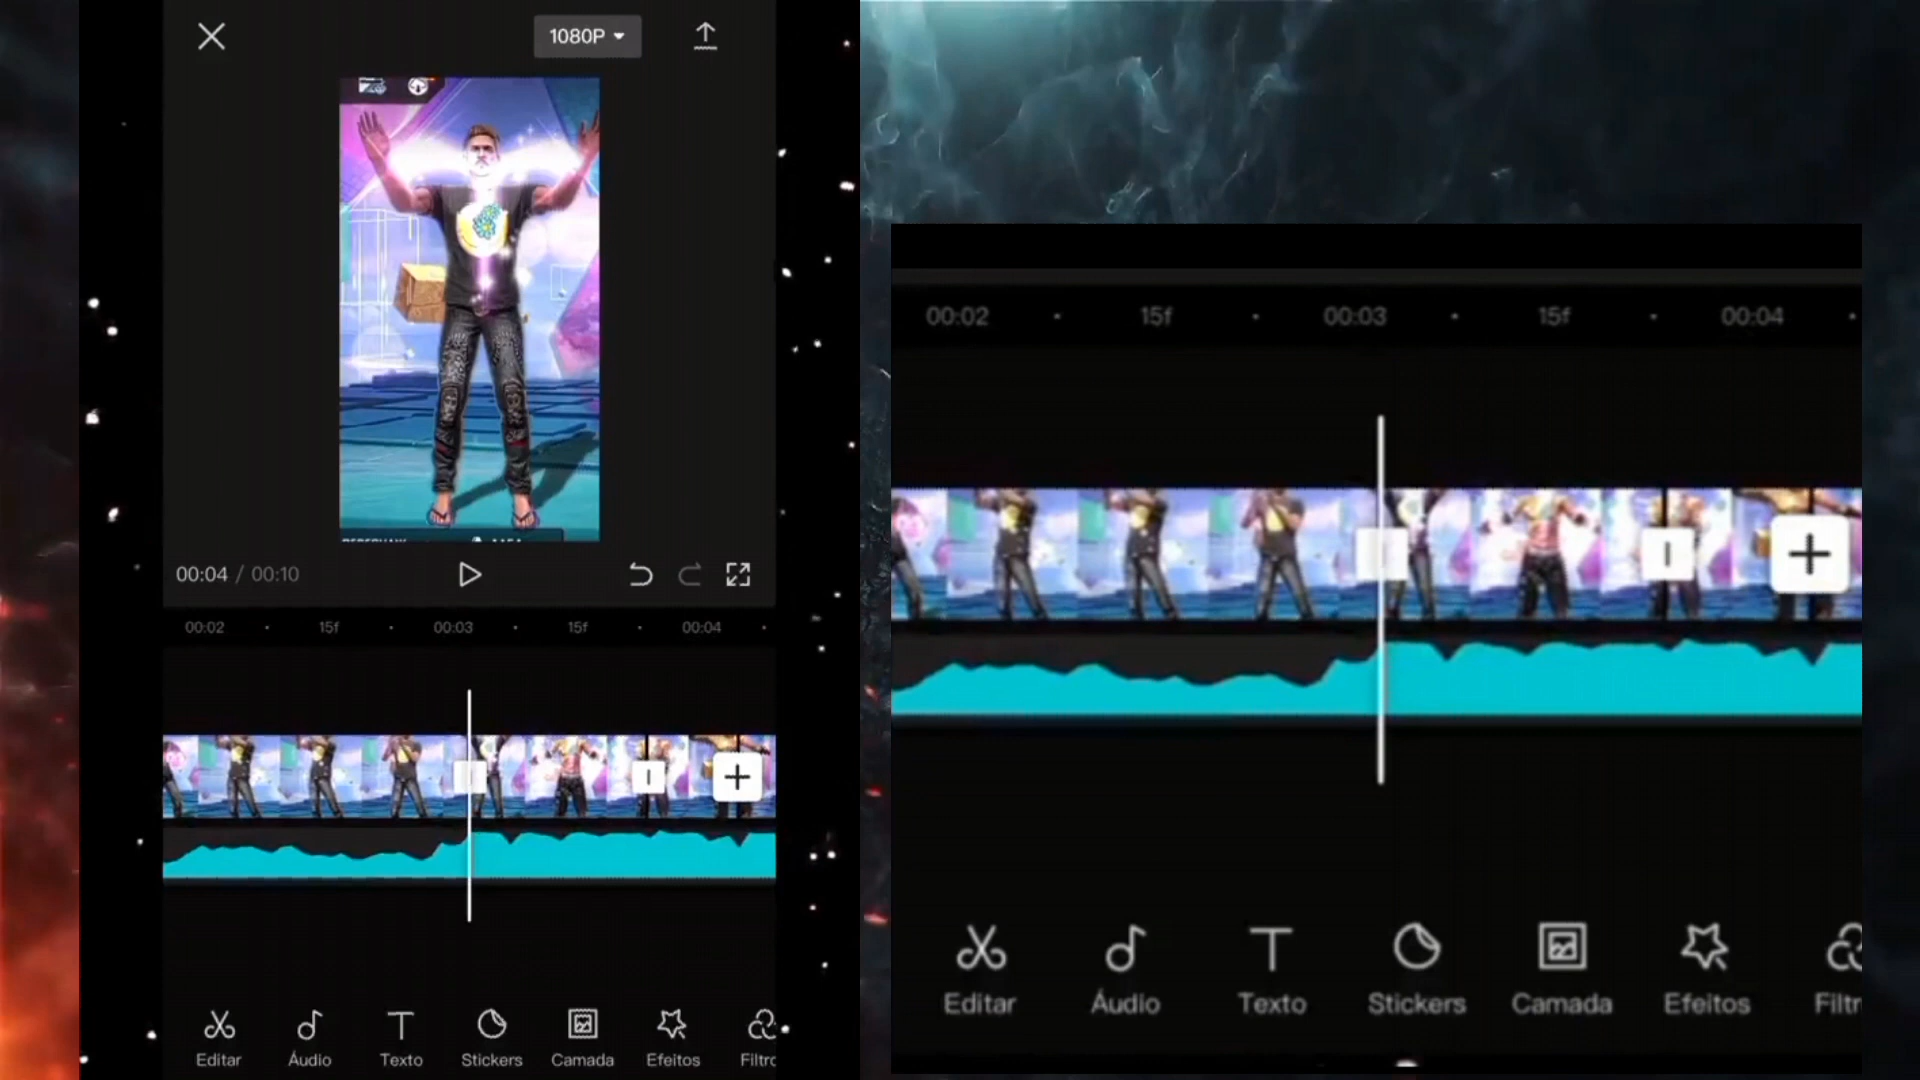 1080P
00:04 / 00:10
00:02 15f 00:03 15f 00:04
Editar Áudio Texto Stickers Camada Efeitos Filtro
00:02 15f 00:03 15f 00:04
Editar Áudio Texto Stickers Camada Efeitos Filtr